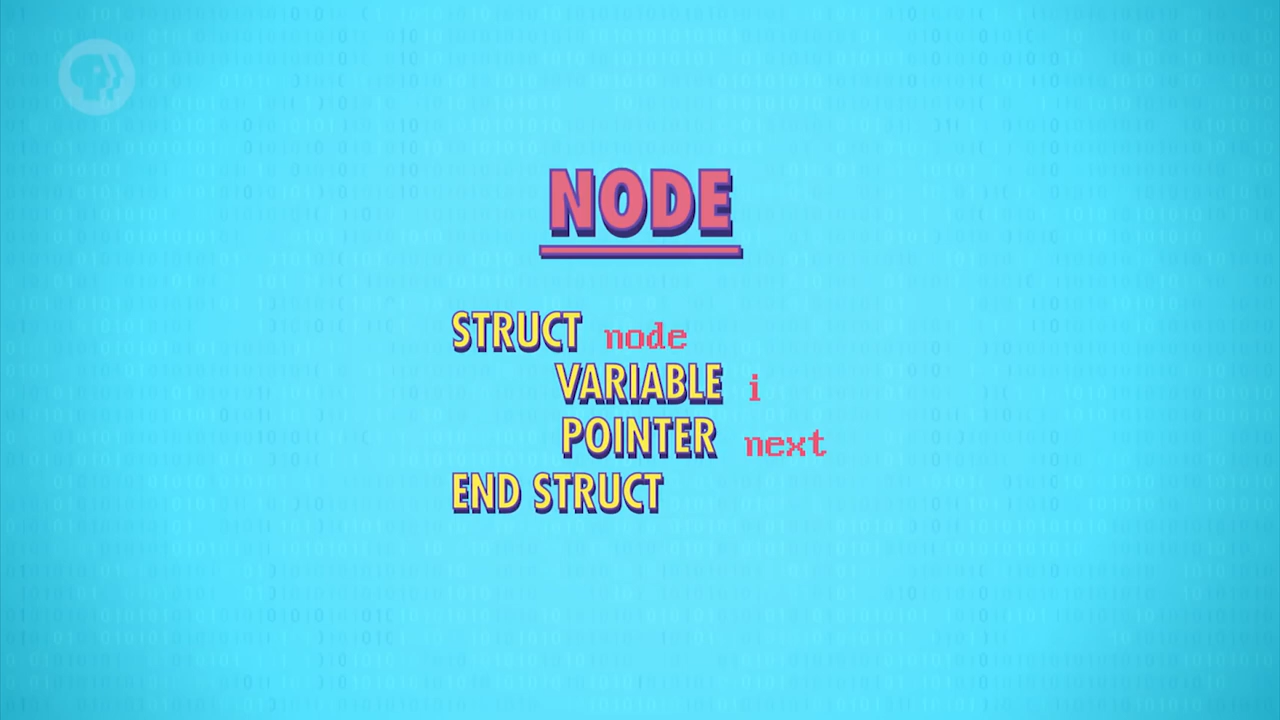 NODE
STRUCT node
VARIABLE i
POINTER next
END STRUCT